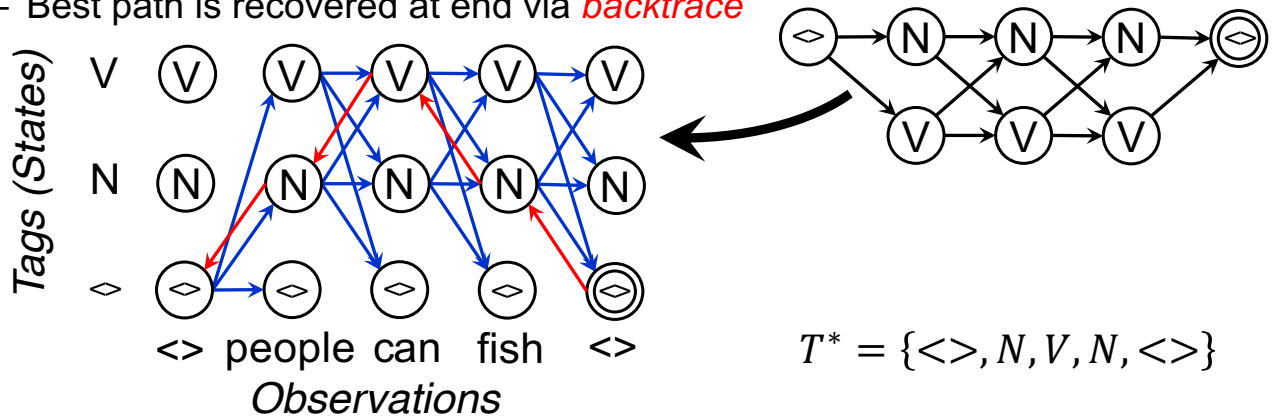 – Best path is recovered at end via backtrace
<> N N N <>
V V V
Tags (States)
V V V V V V
N N N N N N
<> <> <> <> <> <>
<> people can fish <>
Observations
T* = {<>, N, V, N, <>}